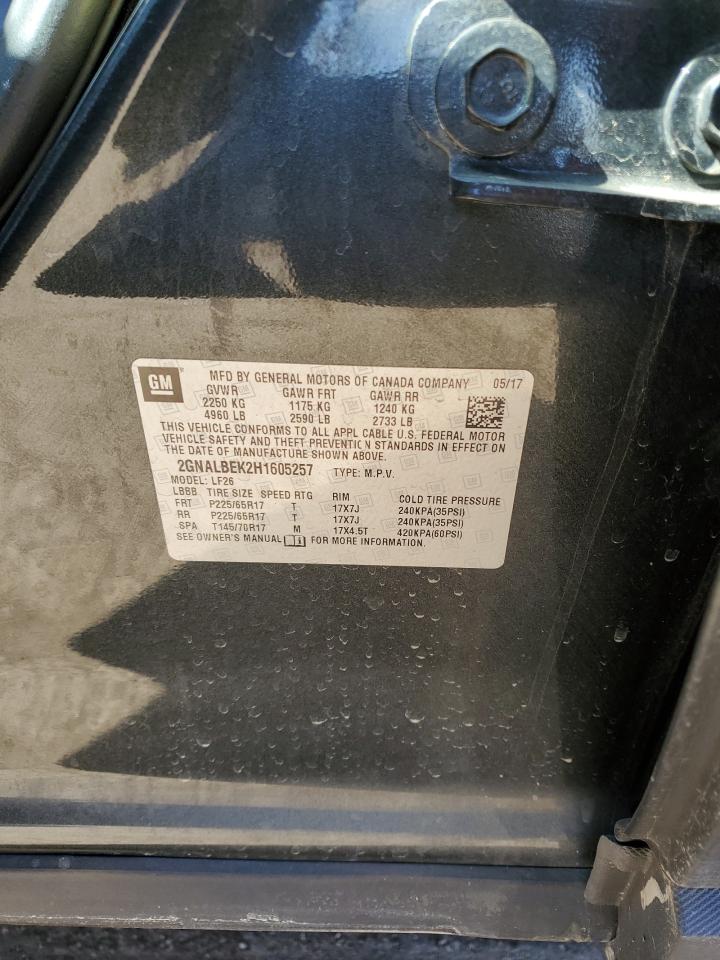 GM MFD BY GENERAL MOTORS OF CANADA COMPANY 05/17
GVWR GAWR FRT GAWR RR
2250 KG 1175 KG 1240 KG
4960 LB 2590 LB 2733 LB
THIS VEHICLE CONFORMS TO ALL APPL CABLE U.S. FEDERAL MOTOR
VEHICLE SAFETY AND THEFT PREVENTION STANDARDS IN EFFECT ON
THE DATE OF MANUFACTURE SHOWN ABOVE.
2GNALBEK2H1605257 TYPE: M.P.V.
MODEL: LF26
LBBB TIRE SIZE SPEED RTG RIM COLD TIRE PRESSURE
FRT P225/65R17 T 17X7J 240KPA(35PSI)
RR P225/65R17 T 17X7J 240KPA(35PSI)
SPA T145/70R17 M 17X4.5T 420KPA(60PSI)
SEE OWNER'S MANUAL FOR MORE INFORMATION.